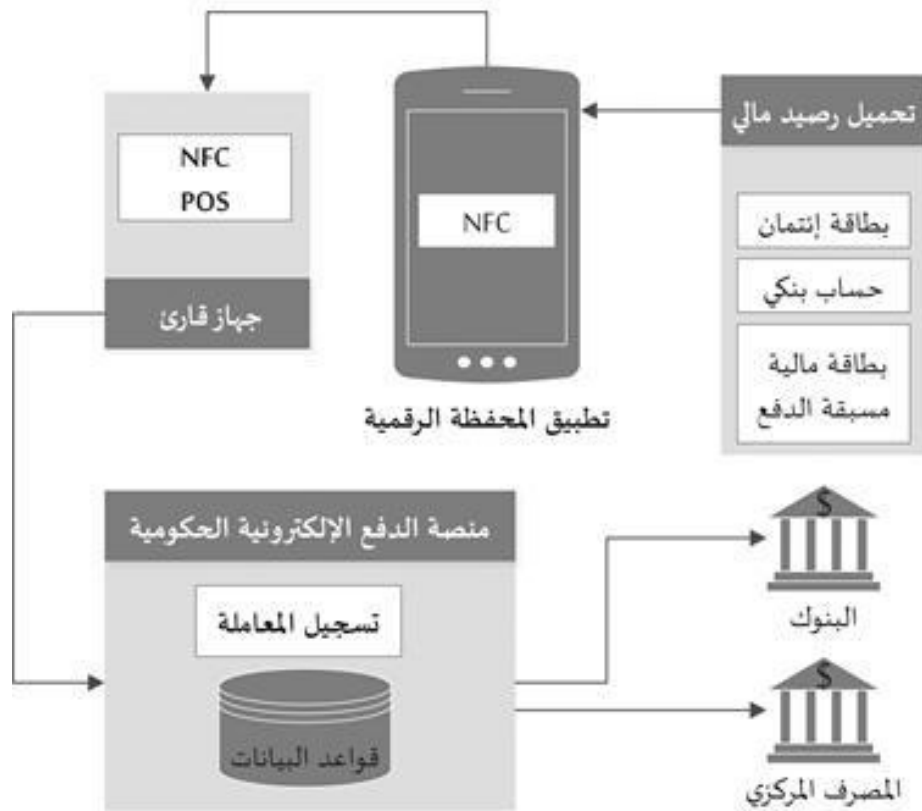 تحميل رصيد مالي
بطاقة إئتمان
حساب بنكي
بطاقة مالية
مسبقة الدفع
NFC
تطبيق المحفظة الرقمية
NFC
POS
جهاز قارئ
منصة الدفع الإلكترونية الحكومية
تسجيل المعاملة
قواعد البيانات
$
البنوك
$
المصرف المركزي